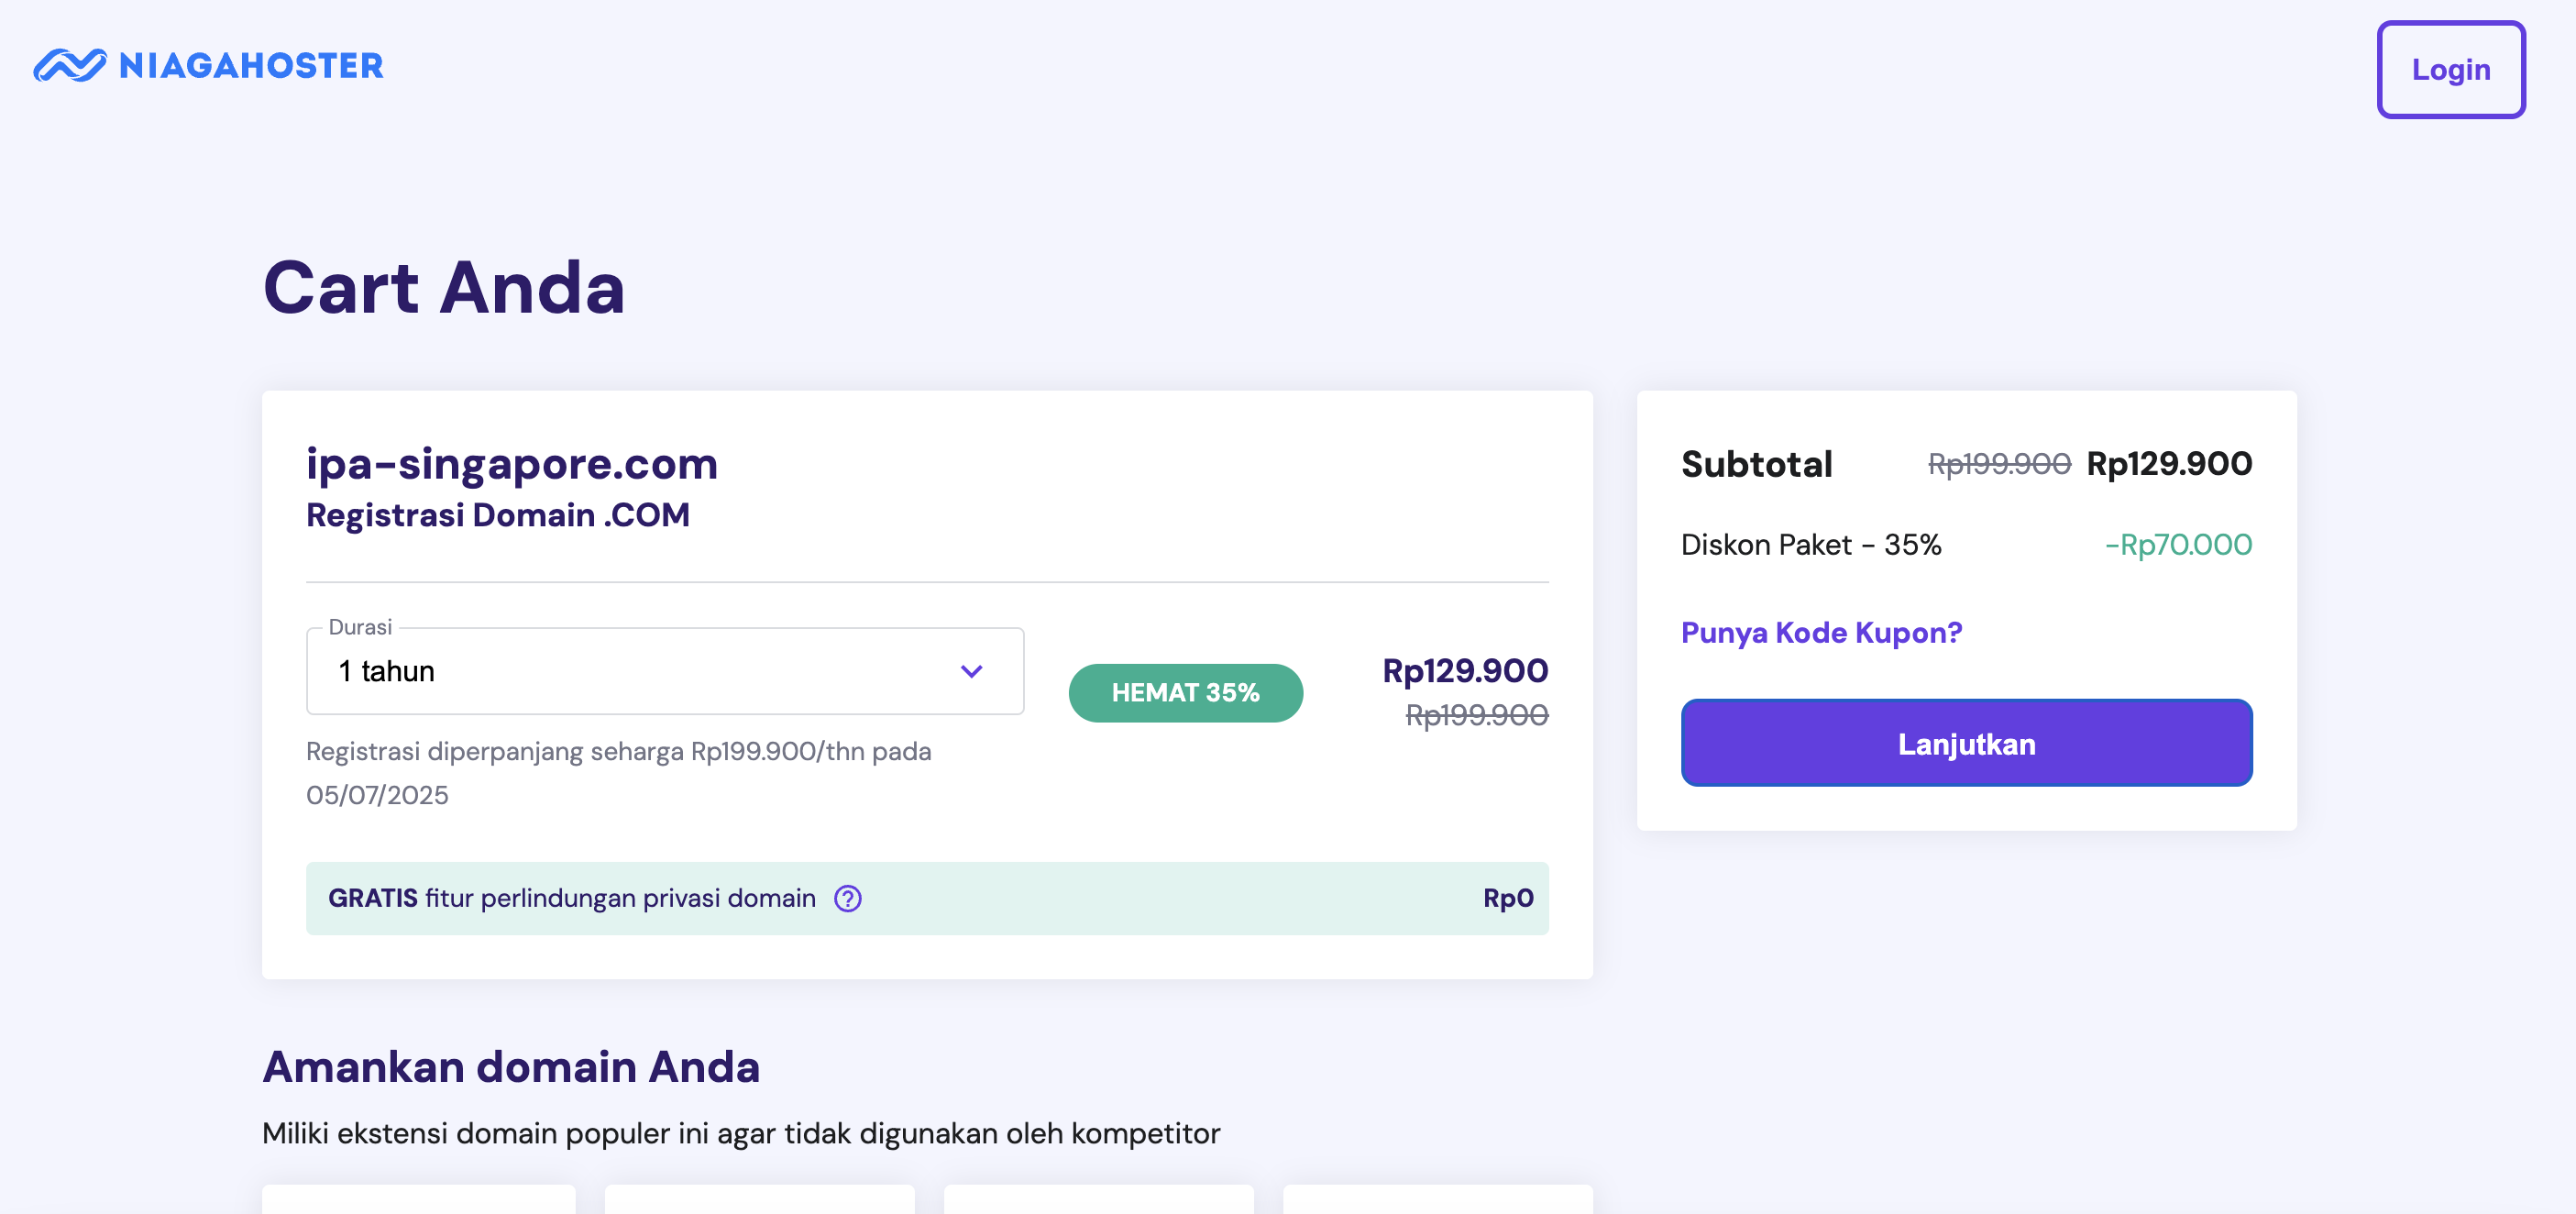 NIAGAHOSTER
Login
Cart Anda
ipa-singapore.com
Registrasi Domain .COM
Durasi
1 tahun
HEMAT 35%
Rp129.900
Rp199.900
Registrasi diperpanjang seharga Rp199.900/thn pada
05/07/2025
GRATIS fitur perlindungan privasi domain ?
Rp0
Subtotal Rp199.900 Rp129.900
Diskon Paket - 35% -Rp70.000
Punya Kode Kupon?
Lanjutkan
Amankan domain Anda
Miliki ekstensi domain populer ini agar tidak digunakan oleh kompetitor